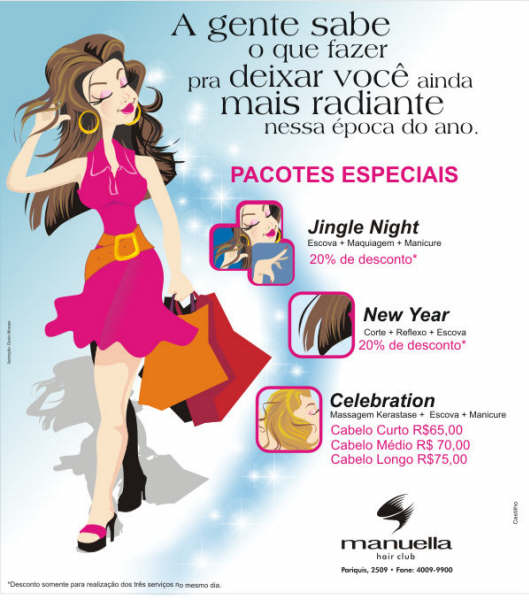 A gente sabe
o que fazer
pra deixar você ainda
mais radiante
nessa época do ano.
PACOTES ESPECIAIS
Jingle Night
Escova + Maquiagem + Manicure
20% de desconto*
New Year
Corte + Reflexo + Escova
20% de desconto*
Celebration
Massagem Kerastase + Escova + Manicure
Cabelo Curto R$65,00
Cabelo Médio R$ 70,00
Cabelo Longo R$75,00
manuella
hair club
Pariquis, 2509 • Fone: 4009-9900
*Desconto somente para realização dos três serviços no mesmo dia.